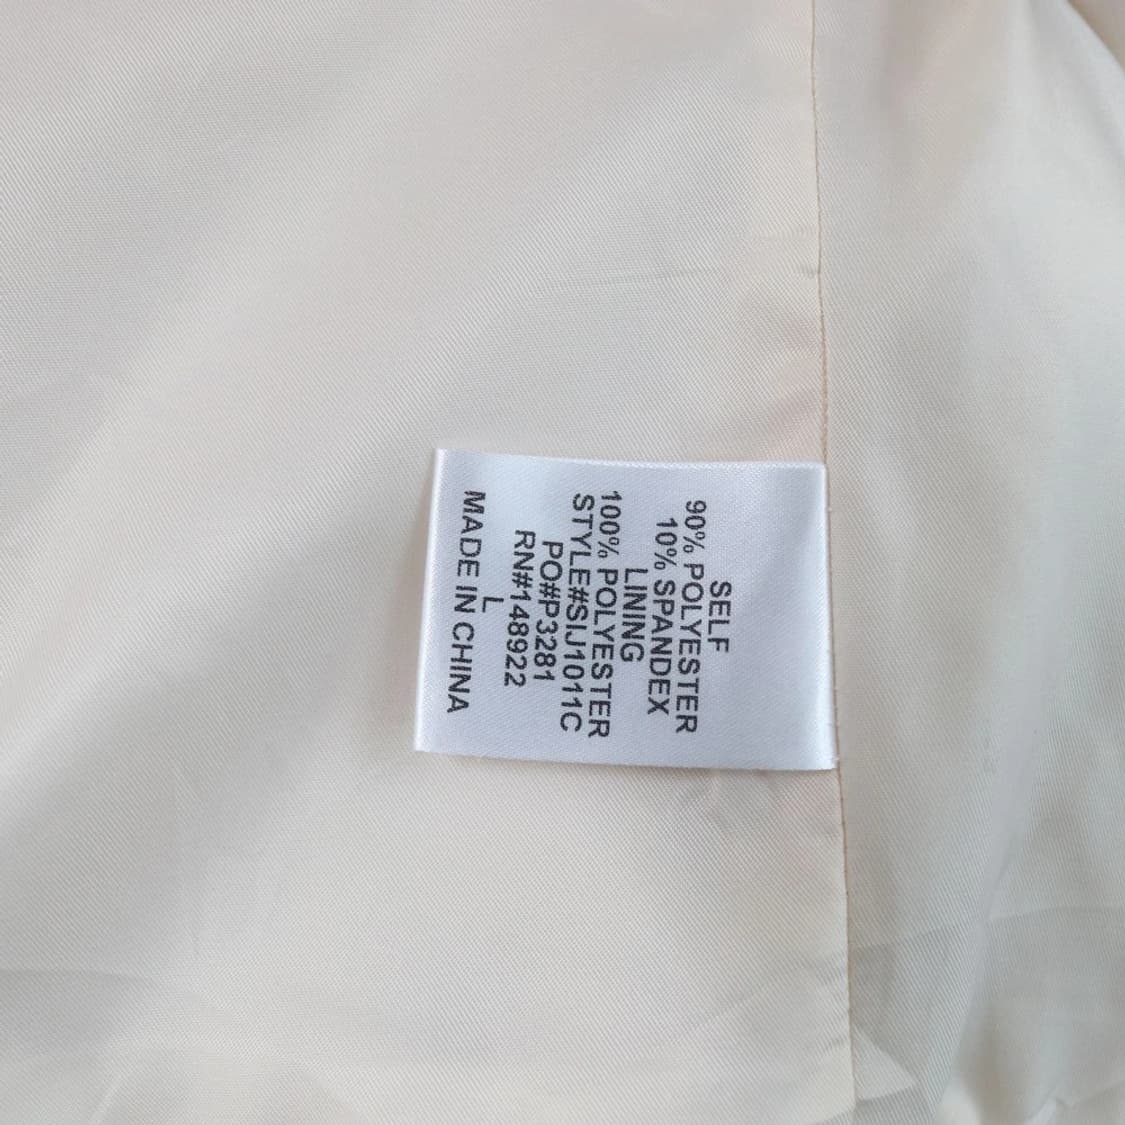 SELF
90% POLYESTER
10% SPANDEX
LINING
100% POLYESTER
STYLE#SIJ1011C
PO#P3281
RN#148922
L
MADE IN CHINA